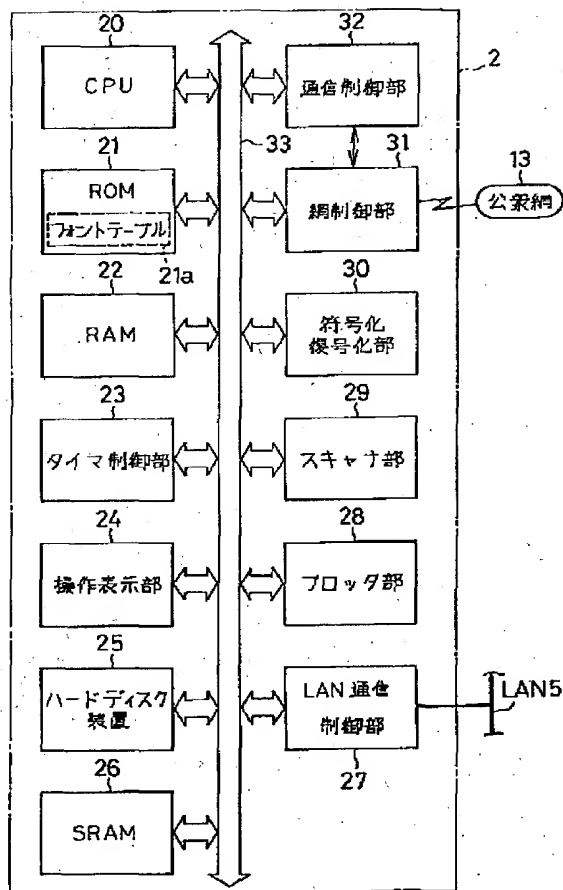 20
CPU
21
ROM
フォントテーブル
21a
22
RAM
23
タイマ制御部
24
操作表示部
25
ハードディスク
装置
26
SRAM
33
32
通信制御部
2
31
網制御部
13
公衆網
30
符号化
復号化部
29
スキャナ部
28
プロッタ部
LAN通信
制御部
27
LAN5